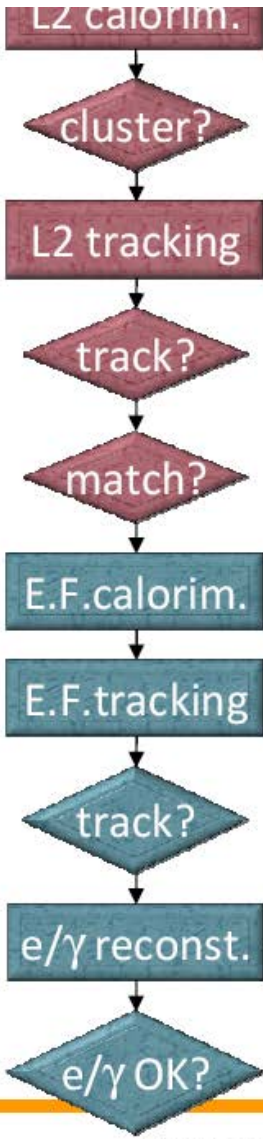 L2 calorim.
cluster?
L2 tracking
track?
match?
E.F.calorim.
E.F.tracking
track?
e/γ reconst.
e/γ OK?